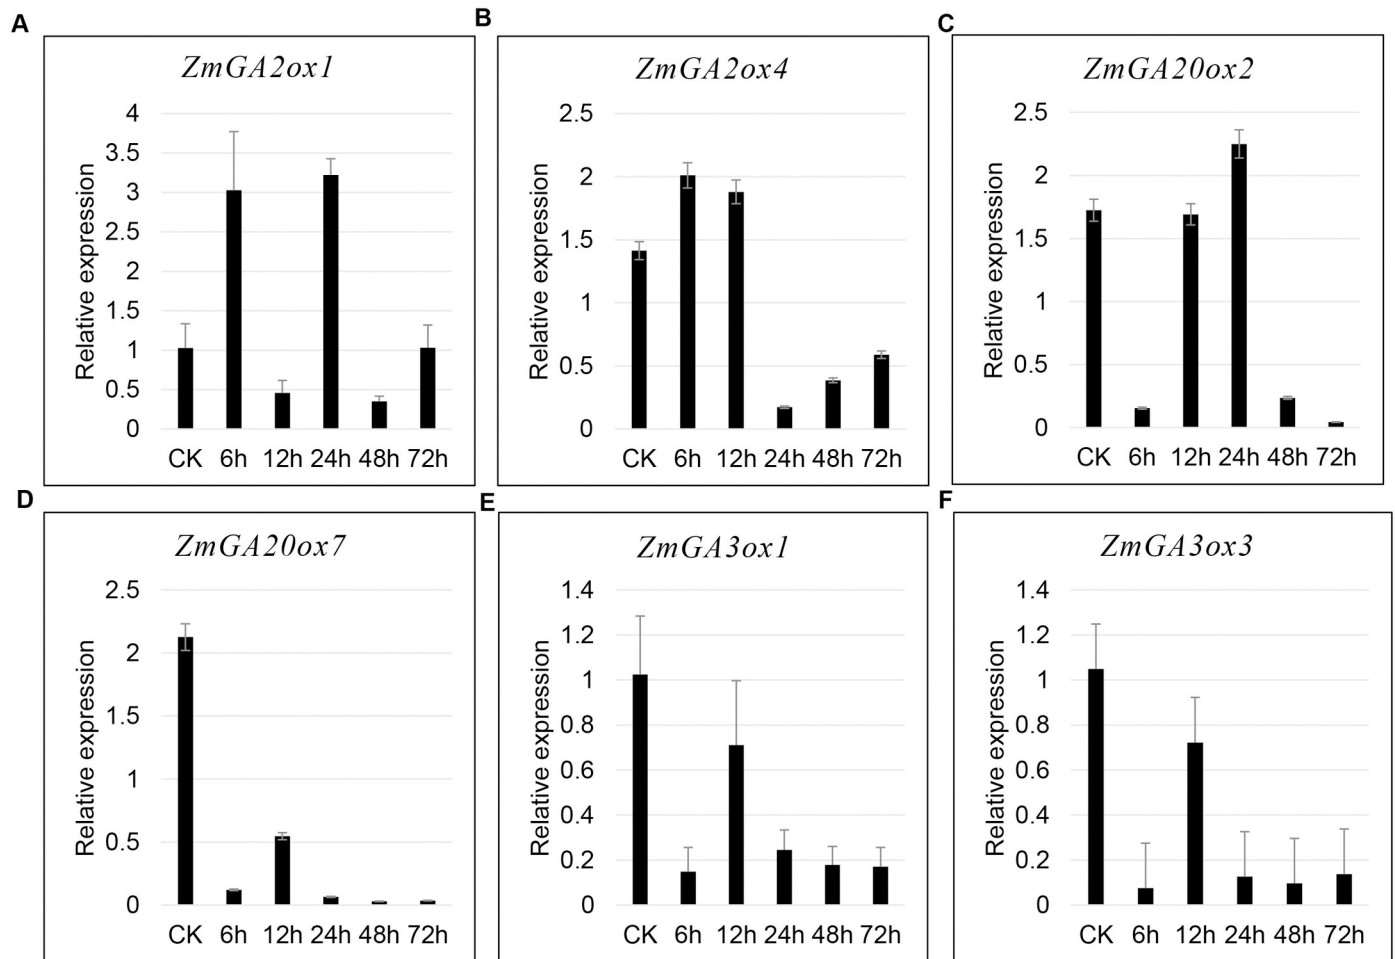 A
ZmGA2ox1
Relative expression
4
3.5
3
2.5
2
1.5
1
0.5
0
CK 6h 12h 24h 48h 72h
B
ZmGA2ox4
Relative expression
2.5
2
1.5
1
0.5
0
CK 6h 12h 24h 48h 72h
C
ZmGA20ox2
Relative expression
2.5
2
1.5
1
0.5
0
CK 6h 12h 24h 48h 72h
D
ZmGA20ox7
Relative expression
2.5
2
1.5
1
0.5
0
CK 6h 12h 24h 48h 72h
E
ZmGA3ox1
Relative expression
1.4
1.2
1
0.8
0.6
0.4
0.2
0
CK 6h 12h 24h 48h 72h
F
ZmGA3ox3
Relative expression
1.4
1.2
1
0.8
0.6
0.4
0.2
0
CK 6h 12h 24h 48h 72h